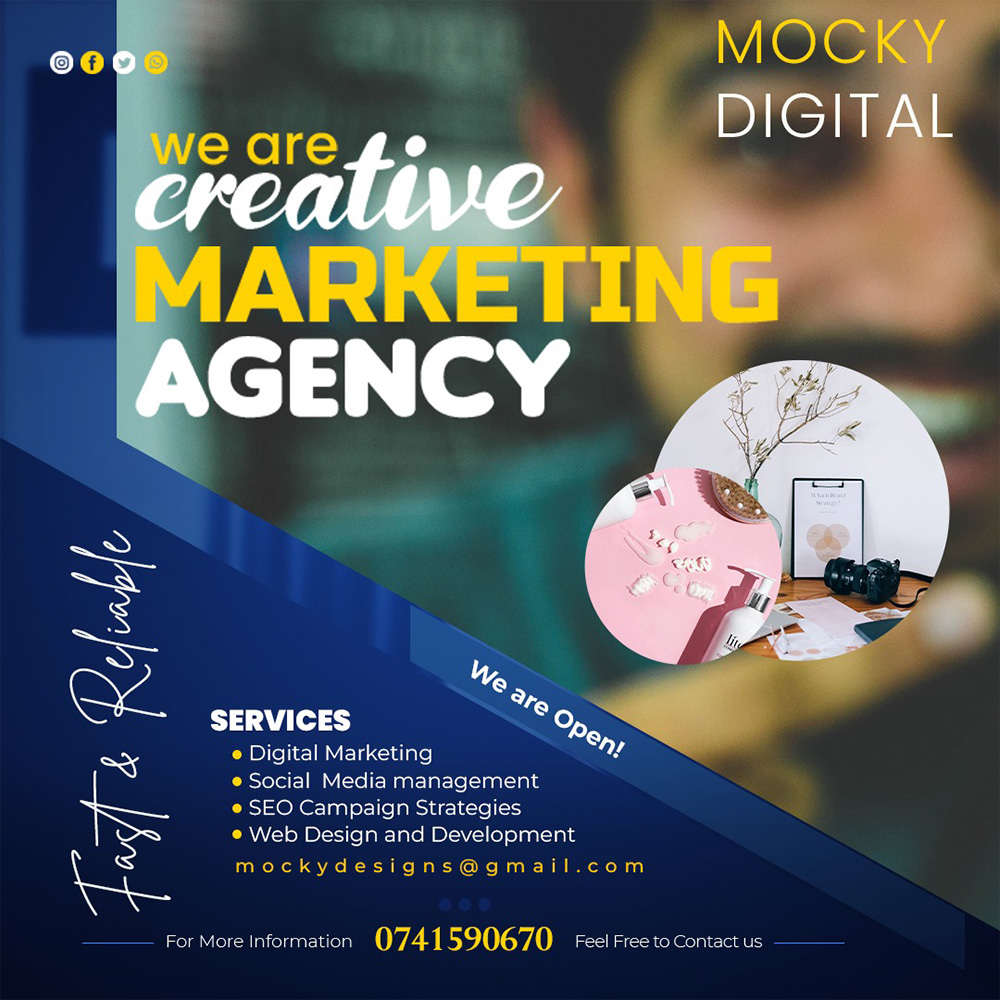 MOCKY
DIGITAL
we are
creative
MARKETING
AGENCY
We are Open!
Fast & Reliable
SERVICES
Digital Marketing
Social Media management
SEO Campaign Strategies
Web Design and Development
mockydesigns@gmail.com
For More Information 0741590670 Feel Free to Contact us